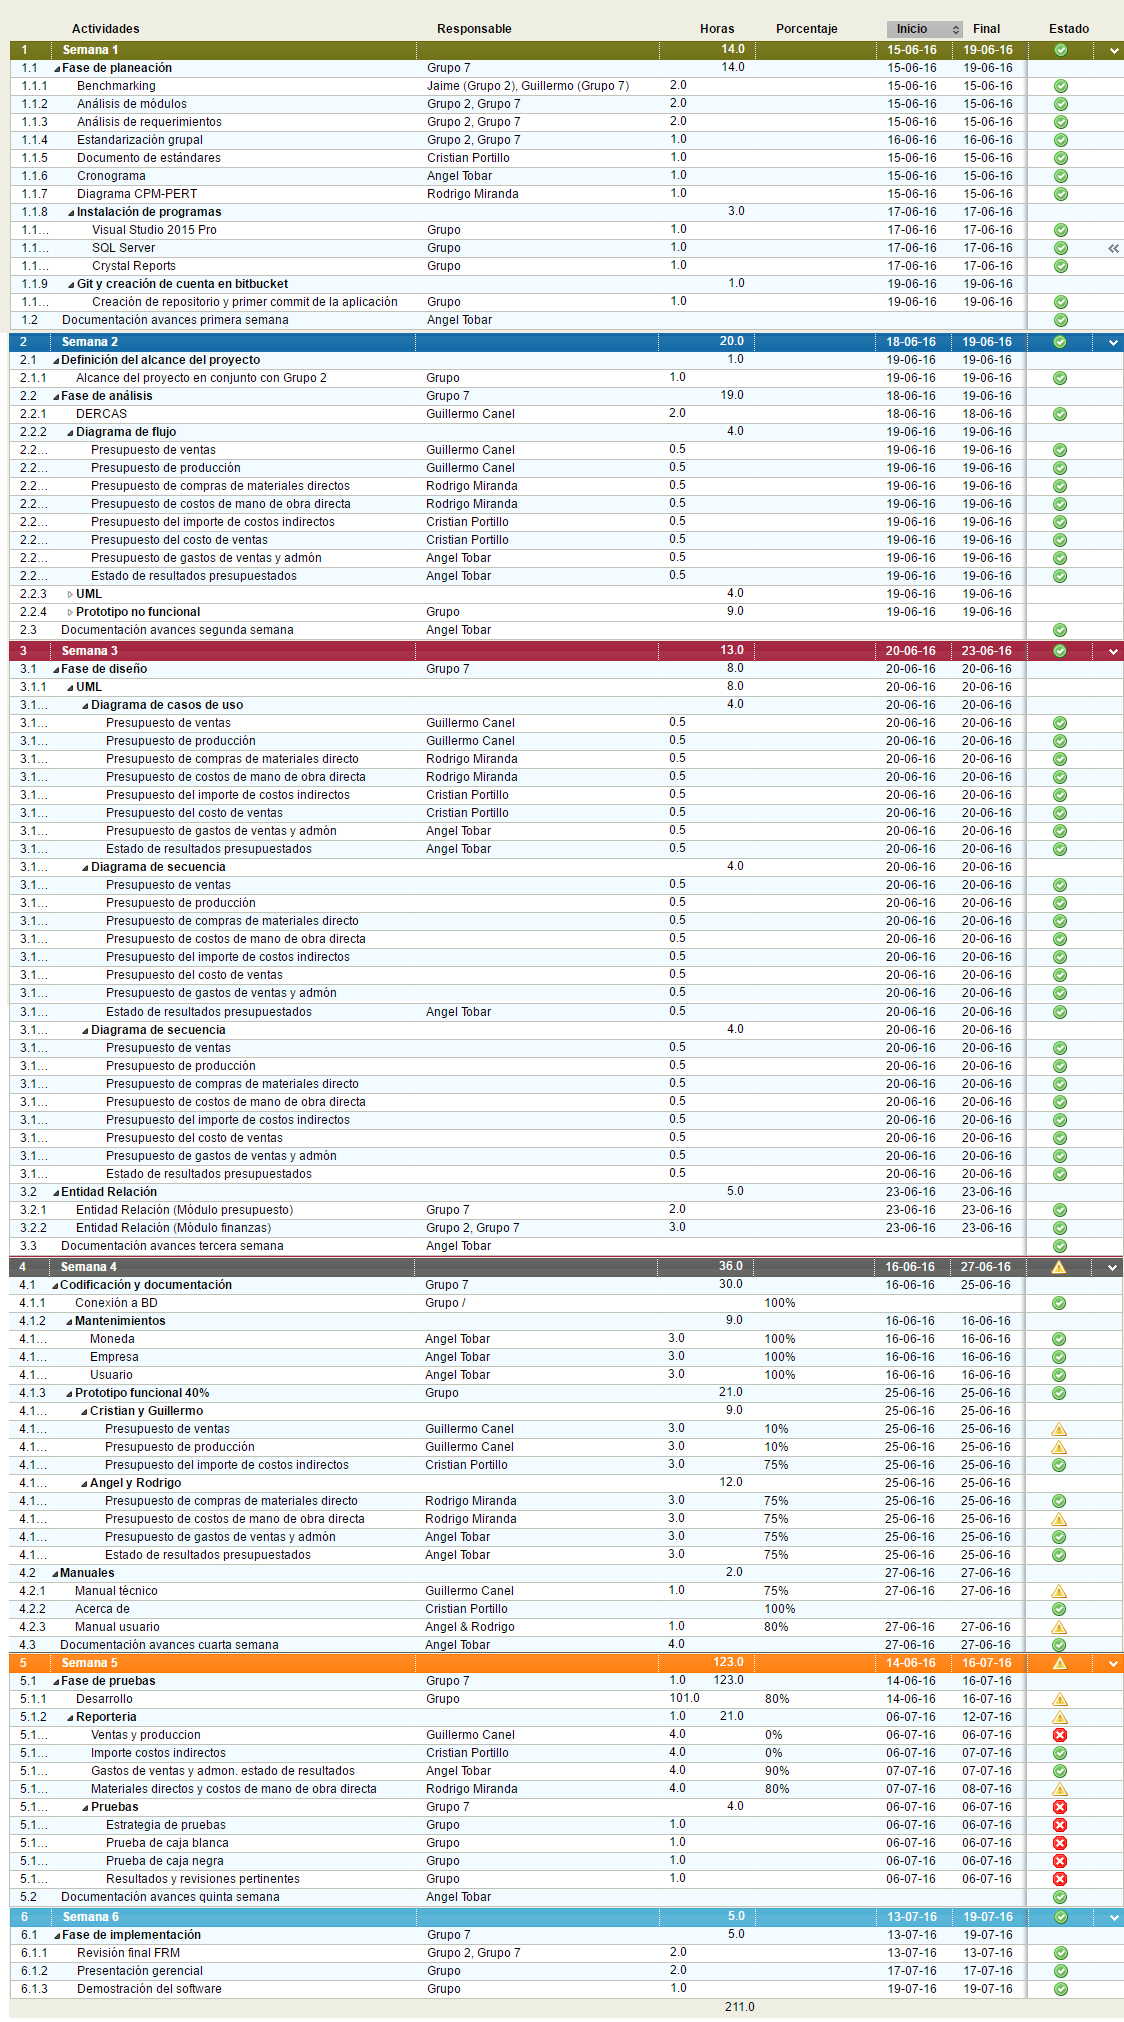 Actividades Responsable Horas Porcentaje Inicio Final Estado
1 Semana 1 14.0 15-06-16 19-06-16
1.1 Fase de planeación Grupo 7 14.0 15-06-16 19-06-16
1.1.1 Benchmarking Jaime (Grupo 2), Guillermo (Grupo 7) 2.0 15-06-16 15-06-16
1.1.2 Análisis de módulos Grupo 2, Grupo 7 2.0 15-06-16 15-06-16
1.1.3 Análisis de requerimientos Grupo 2, Grupo 7 2.0 15-06-16 15-06-16
1.1.4 Estandarización grupal Grupo 2, Grupo 7 1.0 16-06-16 16-06-16
1.1.5 Documento de estándares Cristian Portillo 1.0 15-06-16 15-06-16
1.1.6 Cronograma Angel Tobar 1.0 15-06-16 15-06-16
1.1.7 Diagrama CPM-PERT Rodrigo Miranda 1.0 15-06-16 15-06-16
1.1.8 Instalación de programas 3.0 17-06-16 17-06-16
1.1... Visual Studio 2015 Pro Grupo 1.0 17-06-16 17-06-16
1.1... SQL Server Grupo 1.0 17-06-16 17-06-16
1.1... Crystal Reports Grupo 1.0 17-06-16 17-06-16
1.1.9 Git y creación de cuenta en bitbucket 1.0 19-06-16 19-06-16
1.1... Creación de repositorio y primer commit de la aplicación Grupo 1.0 19-06-16 19-06-16
1.2 Documentación avances primera semana Angel Tobar
2 Semana 2 20.0 18-06-16 19-06-16
2.1 Definición del alcance del proyecto 1.0 19-06-16 19-06-16
2.1.1 Alcance del proyecto en conjunto con Grupo 2 Grupo 1.0 19-06-16 19-06-16
2.2 Fase de análisis Grupo 7 19.0 18-06-16 19-06-16
2.2.1 DERCAS Guillermo Canel 2.0 18-06-16 18-06-16
2.2.2 Diagrama de flujo 4.0 19-06-16 19-06-16
2.2... Presupuesto de ventas Guillermo Canel 0.5 19-06-16 19-06-16
2.2... Presupuesto de producción Guillermo Canel 0.5 19-06-16 19-06-16
2.2... Presupuesto de compras de materiales directos Rodrigo Miranda 0.5 19-06-16 19-06-16
2.2... Presupuesto de costos de mano de obra directa Rodrigo Miranda 0.5 19-06-16 19-06-16
2.2... Presupuesto del importe de costos indirectos Cristian Portillo 0.5 19-06-16 19-06-16
2.2... Presupuesto del costo de ventas Cristian Portillo 0.5 19-06-16 19-06-16
2.2... Presupuesto de gastos de ventas y admón Angel Tobar 0.5 19-06-16 19-06-16
2.2... Estado de resultados presupuestados Angel Tobar 0.5 19-06-16 19-06-16
2.2.3 UML 4.0 19-06-16 19-06-16
2.2.4 Prototipo no funcional Grupo 9.0 19-06-16 19-06-16
2.3 Documentación avances segunda semana Angel Tobar
3 Semana 3 13.0 20-06-16 23-06-16
3.1 Fase de diseño Grupo 7 8.0 20-06-16 20-06-16
3.1.1 UML 8.0 20-06-16 20-06-16
3.1... Diagrama de casos de uso 4.0 20-06-16 20-06-16
3.1... Presupuesto de ventas Guillermo Canel 0.5 20-06-16 20-06-16
3.1... Presupuesto de producción Guillermo Canel 0.5 20-06-16 20-06-16
3.1... Presupuesto de compras de materiales directo Rodrigo Miranda 0.5 20-06-16 20-06-16
3.1... Presupuesto de costos de mano de obra directa Rodrigo Miranda 0.5 20-06-16 20-06-16
3.1... Presupuesto del importe de costos indirectos Cristian Portillo 0.5 20-06-16 20-06-16
3.1... Presupuesto del costo de ventas Cristian Portillo 0.5 20-06-16 20-06-16
3.1... Presupuesto de gastos de ventas y admón Angel Tobar 0.5 20-06-16 20-06-16
3.1... Estado de resultados presupuestados Angel Tobar 0.5 20-06-16 20-06-16
3.1... Diagrama de secuencia 4.0 20-06-16 20-06-16
3.1... Presupuesto de ventas 0.5 20-06-16 20-06-16
3.1... Presupuesto de producción 0.5 20-06-16 20-06-16
3.1... Presupuesto de compras de materiales directo 0.5 20-06-16 20-06-16
3.1... Presupuesto de costos de mano de obra directa 0.5 20-06-16 20-06-16
3.1... Presupuesto del importe de costos indirectos 0.5 20-06-16 20-06-16
3.1... Presupuesto del costo de ventas 0.5 20-06-16 20-06-16
3.1... Presupuesto de gastos de ventas y admón 0.5 20-06-16 20-06-16
3.1... Estado de resultados presupuestados Angel Tobar 0.5 20-06-16 20-06-16
3.1... Diagrama de secuencia 4.0 20-06-16 20-06-16
3.1... Presupuesto de ventas 0.5 20-06-16 20-06-16
3.1... Presupuesto de producción 0.5 20-06-16 20-06-16
3.1... Presupuesto de compras de materiales directo 0.5 20-06-16 20-06-16
3.1... Presupuesto de costos de mano de obra directa 0.5 20-06-16 20-06-16
3.1... Presupuesto del importe de costos indirectos 0.5 20-06-16 20-06-16
3.1... Presupuesto del costo de ventas 0.5 20-06-16 20-06-16
3.1... Presupuesto de gastos de ventas y admón 0.5 20-06-16 20-06-16
3.1... Estado de resultados presupuestados 0.5 20-06-16 20-06-16
3.2 Entidad Relación 5.0 23-06-16 23-06-16
3.2.1 Entidad Relación (Módulo presupuesto) Grupo 7 2.0 23-06-16 23-06-16
3.2.2 Entidad Relación (Módulo finanzas) Grupo 2, Grupo 7 3.0 23-06-16 23-06-16
3.3 Documentación avances tercera semana Angel Tobar
4 Semana 4 36.0 16-06-16 27-06-16
4.1 Codificación y documentación Grupo 7 30.0 16-06-16 25-06-16
4.1.1 Conexión a BD Grupo / 100%
4.1.2 Mantenimientos 9.0 16-06-16 16-06-16
4.1... Moneda Angel Tobar 3.0 100% 16-06-16 16-06-16
4.1... Empresa Angel Tobar 3.0 100% 16-06-16 16-06-16
4.1... Usuario Angel Tobar 3.0 100% 16-06-16 16-06-16
4.1.3 Prototipo funcional 40% Grupo 21.0 25-06-16 25-06-16
4.1... Cristian y Guillermo 9.0 25-06-16 25-06-16
4.1... Presupuesto de ventas Guillermo Canel 3.0 10% 25-06-16 25-06-16
4.1... Presupuesto de producción Guillermo Canel 3.0 10% 25-06-16 25-06-16
4.1... Presupuesto del importe de costos indirectos Cristian Portillo 3.0 75% 25-06-16 25-06-16
4.1... Angel y Rodrigo 12.0 25-06-16 25-06-16
4.1... Presupuesto de compras de materiales directo Rodrigo Miranda 3.0 75% 25-06-16 25-06-16
4.1... Presupuesto de costos de mano de obra directa Rodrigo Miranda 3.0 75% 25-06-16 25-06-16
4.1... Presupuesto de gastos de ventas y admón Angel Tobar 3.0 75% 25-06-16 25-06-16
4.1... Estado de resultados presupuestados Angel Tobar 3.0 75% 25-06-16 25-06-16
4.2 Manuales 2.0 27-06-16 27-06-16
4.2.1 Manual técnico Guillermo Canel 1.0 75% 27-06-16 27-06-16
4.2.2 Acerca de Cristian Portillo 100%
4.2.3 Manual usuario Angel & Rodrigo 1.0 80% 27-06-16 27-06-16
4.3 Documentación avances cuarta semana Angel Tobar 4.0 27-06-16 27-06-16
5 Semana 5 123.0 14-06-16 16-07-16
5.1 Fase de pruebas Grupo 7 1.0 123.0 14-06-16 16-07-16
5.1.1 Desarrollo Grupo 101.0 80% 14-06-16 16-07-16
5.1.2 Reporteria 1.0 21.0 06-07-16 12-07-16
5.1... Ventas y produccion Guillermo Canel 4.0 0% 06-07-16 06-07-16
5.1... Importe costos indirectos Cristian Portillo 4.0 0% 06-07-16 07-07-16
5.1... Gastos de ventas y admon. estado de resultados Angel Tobar 4.0 90% 07-07-16 07-07-16
5.1... Materiales directos y costos de mano de obra directa Rodrigo Miranda 4.0 80% 07-07-16 08-07-16
5.1... Pruebas Grupo 7 4.0 06-07-16 06-07-16
5.1... Estrategia de pruebas Grupo 1.0 06-07-16 06-07-16
5.1... Prueba de caja blanca Grupo 1.0 06-07-16 06-07-16
5.1... Prueba de caja negra Grupo 1.0 06-07-16 06-07-16
5.1... Resultados y revisiones pertinentes Grupo 1.0 06-07-16 06-07-16
5.2 Documentación avances quinta semana Angel Tobar
6 Semana 6 5.0 13-07-16 19-07-16
6.1 Fase de implementación Grupo 7 5.0 13-07-16 19-07-16
6.1.1 Revisión final FRM Grupo 2, Grupo 7 2.0 13-07-16 13-07-16
6.1.2 Presentación gerencial Grupo 2.0 17-07-16 17-07-16
6.1.3 Demostración del software Grupo 1.0 19-07-16 19-07-16
211.0